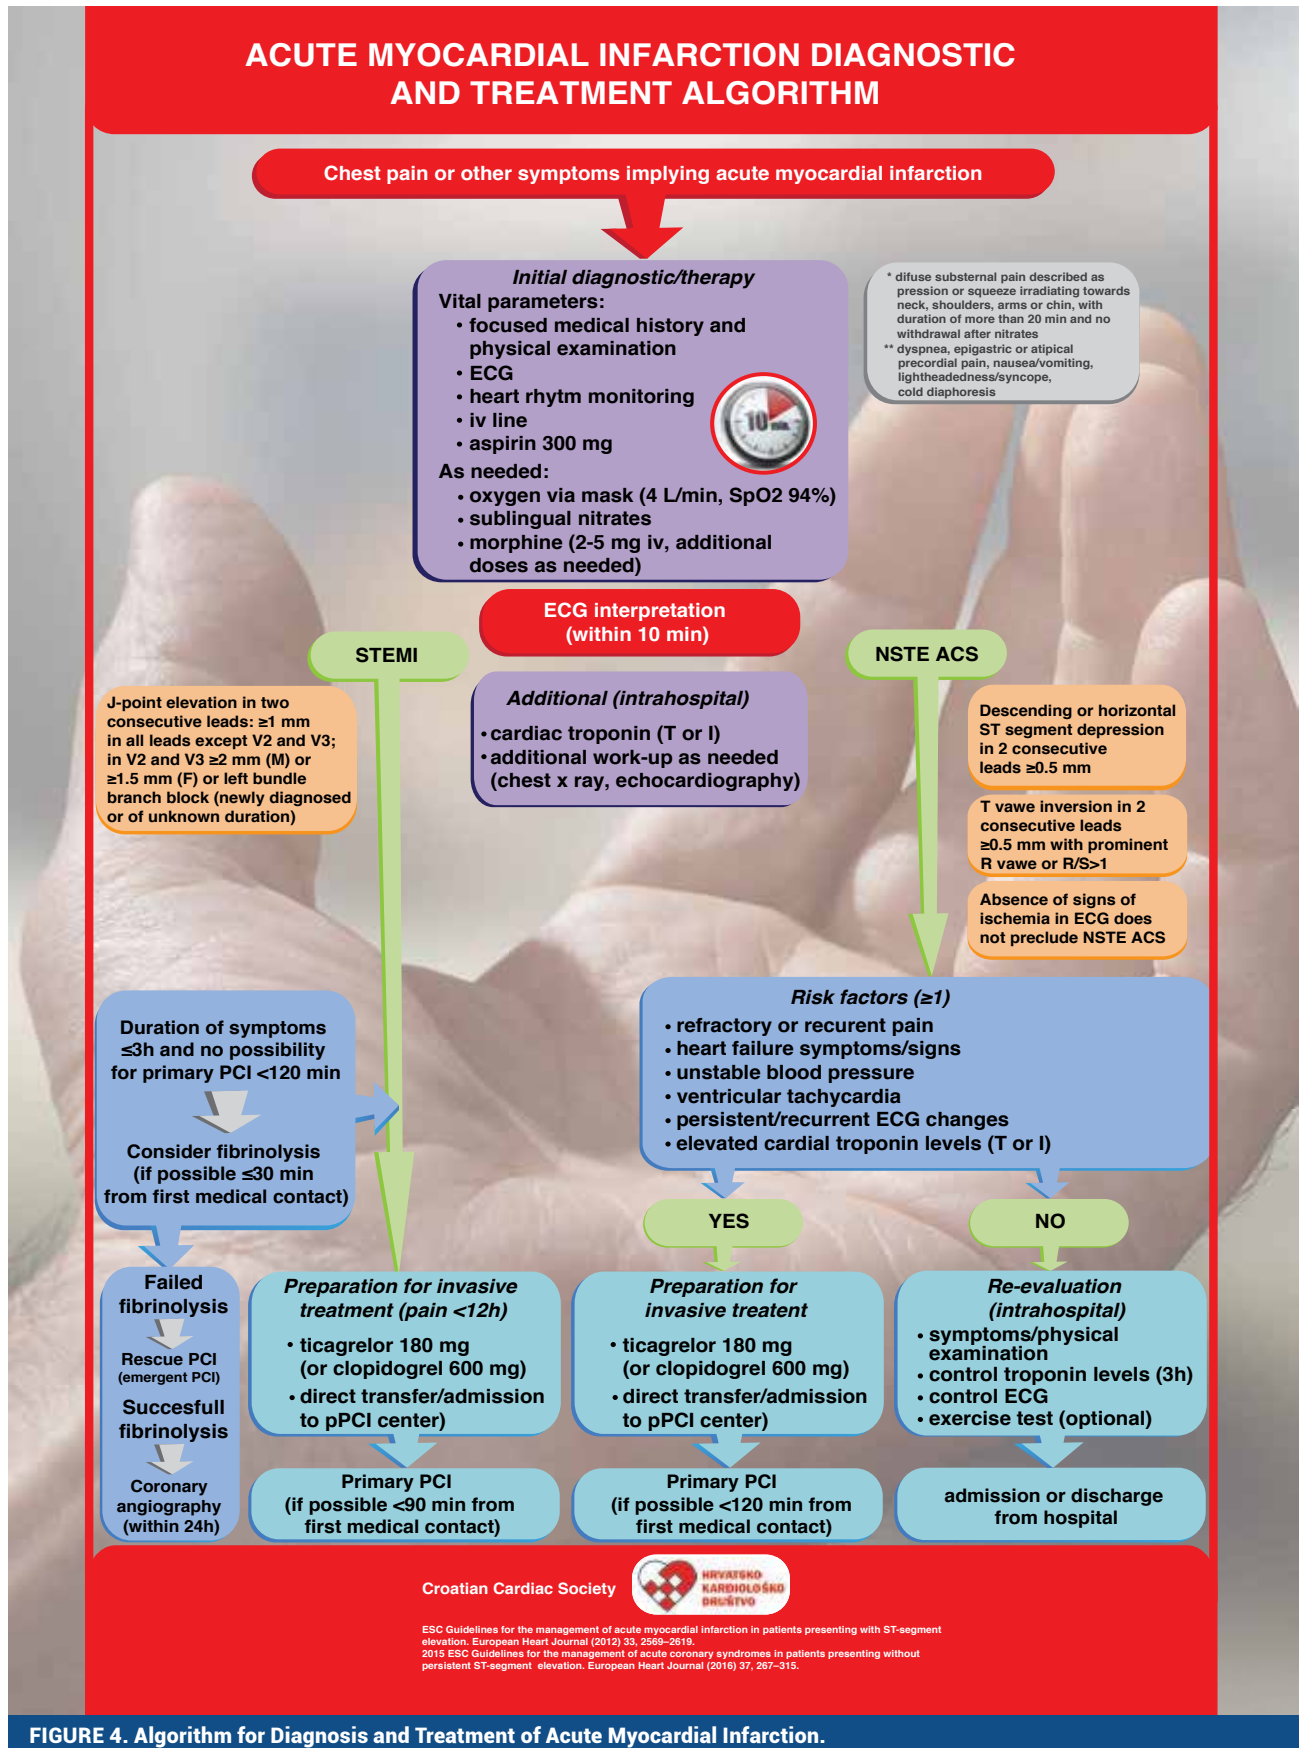 ACUTE MYOCARDIAL INFARCTION DIAGNOSTIC
AND TREATMENT ALGORITHM
Chest pain or other symptoms implying acute myocardial infarction
Initial diagnostic/therapy
Vital parameters:
• focused medical history and
physical examination
• ECG
• heart rhytm monitoring
• iv line
• aspirin 300 mg
10 min.
As needed:
• oxygen via mask (4 L/min, SpO2 94%)
• sublingual nitrates
• morphine (2-5 mg iv, additional
doses as needed)
* difuse substernal pain described as
pression or squeeze irradiating towards
neck, shoulders, arms or chin, with
duration of more than 20 min and no
withdrawal after nitrates
** dyspnea, epigastric or atipical
precordial pain, nausea/vomiting,
lightheadedness/syncope,
cold diaphoresis
ECG interpretation
(within 10 min)
STEMI
NSTE ACS
J-point elevation in two
consecutive leads: ≥1 mm
in all leads except V2 and V3;
in V2 and V3 ≥2 mm (M) or
≥1.5 mm (F) or left bundle
branch block (newly diagnosed
or of unknown duration)
Additional (intrahospital)
• cardiac troponin (T or I)
• additional work-up as needed
(chest x ray, echocardiography)
Descending or horizontal
ST segment depression
in 2 consecutive
leads ≥0.5 mm
T vawe inversion in 2
consecutive leads
≥0.5 mm with prominent
R vawe or R/S>1
Absence of signs of
ischemia in ECG does
not preclude NSTE ACS
Duration of symptoms
≤3h and no possibility
for primary PCI <120 min
Consider fibrinolysis
(if possible ≤30 min
from first medical contact)
Risk factors (≥1)
• refractory or recurent pain
• heart failure symptoms/signs
• unstable blood pressure
• ventricular tachycardia
• persistent/recurrent ECG changes
• elevated cardial troponin levels (T or I)
YES
NO
Failed
fibrinolysis
Rescue PCI
(emergent PCI)
Succesfull
fibrinolysis
Coronary
angiography
(within 24h)
Preparation for invasive
treatment (pain <12h)
• ticagrelor 180 mg
(or clopidogrel 600 mg)
• direct transfer/admission
to pPCI center)
Primary PCI
(if possible <90 min from
first medical contact)
Preparation for
invasive treatent
• ticagrelor 180 mg
(or clopidogrel 600 mg)
• direct transfer/admission
to pPCI center)
Primary PCI
(if possible <120 min from
first medical contact)
Re-evaluation
(intrahospital)
• symptoms/physical
examination
• control troponin levels (3h)
• control ECG
• exercise test (optional)
admission or discharge
from hospital
Croatian Cardiac Society
HRVATSKO
KARDIOLOŠKO
DRUŠTVO
ESC Guidelines for the management of acute myocardial infarction in patients presenting with ST-segment
elevation. European Heart Journal (2012) 33, 2569–2619.
2015 ESC Guidelines for the management of acute coronary syndromes in patients presenting without
persistent ST-segment elevation. European Heart Journal (2016) 37, 267–315.
FIGURE 4. Algorithm for Diagnosis and Treatment of Acute Myocardial Infarction.